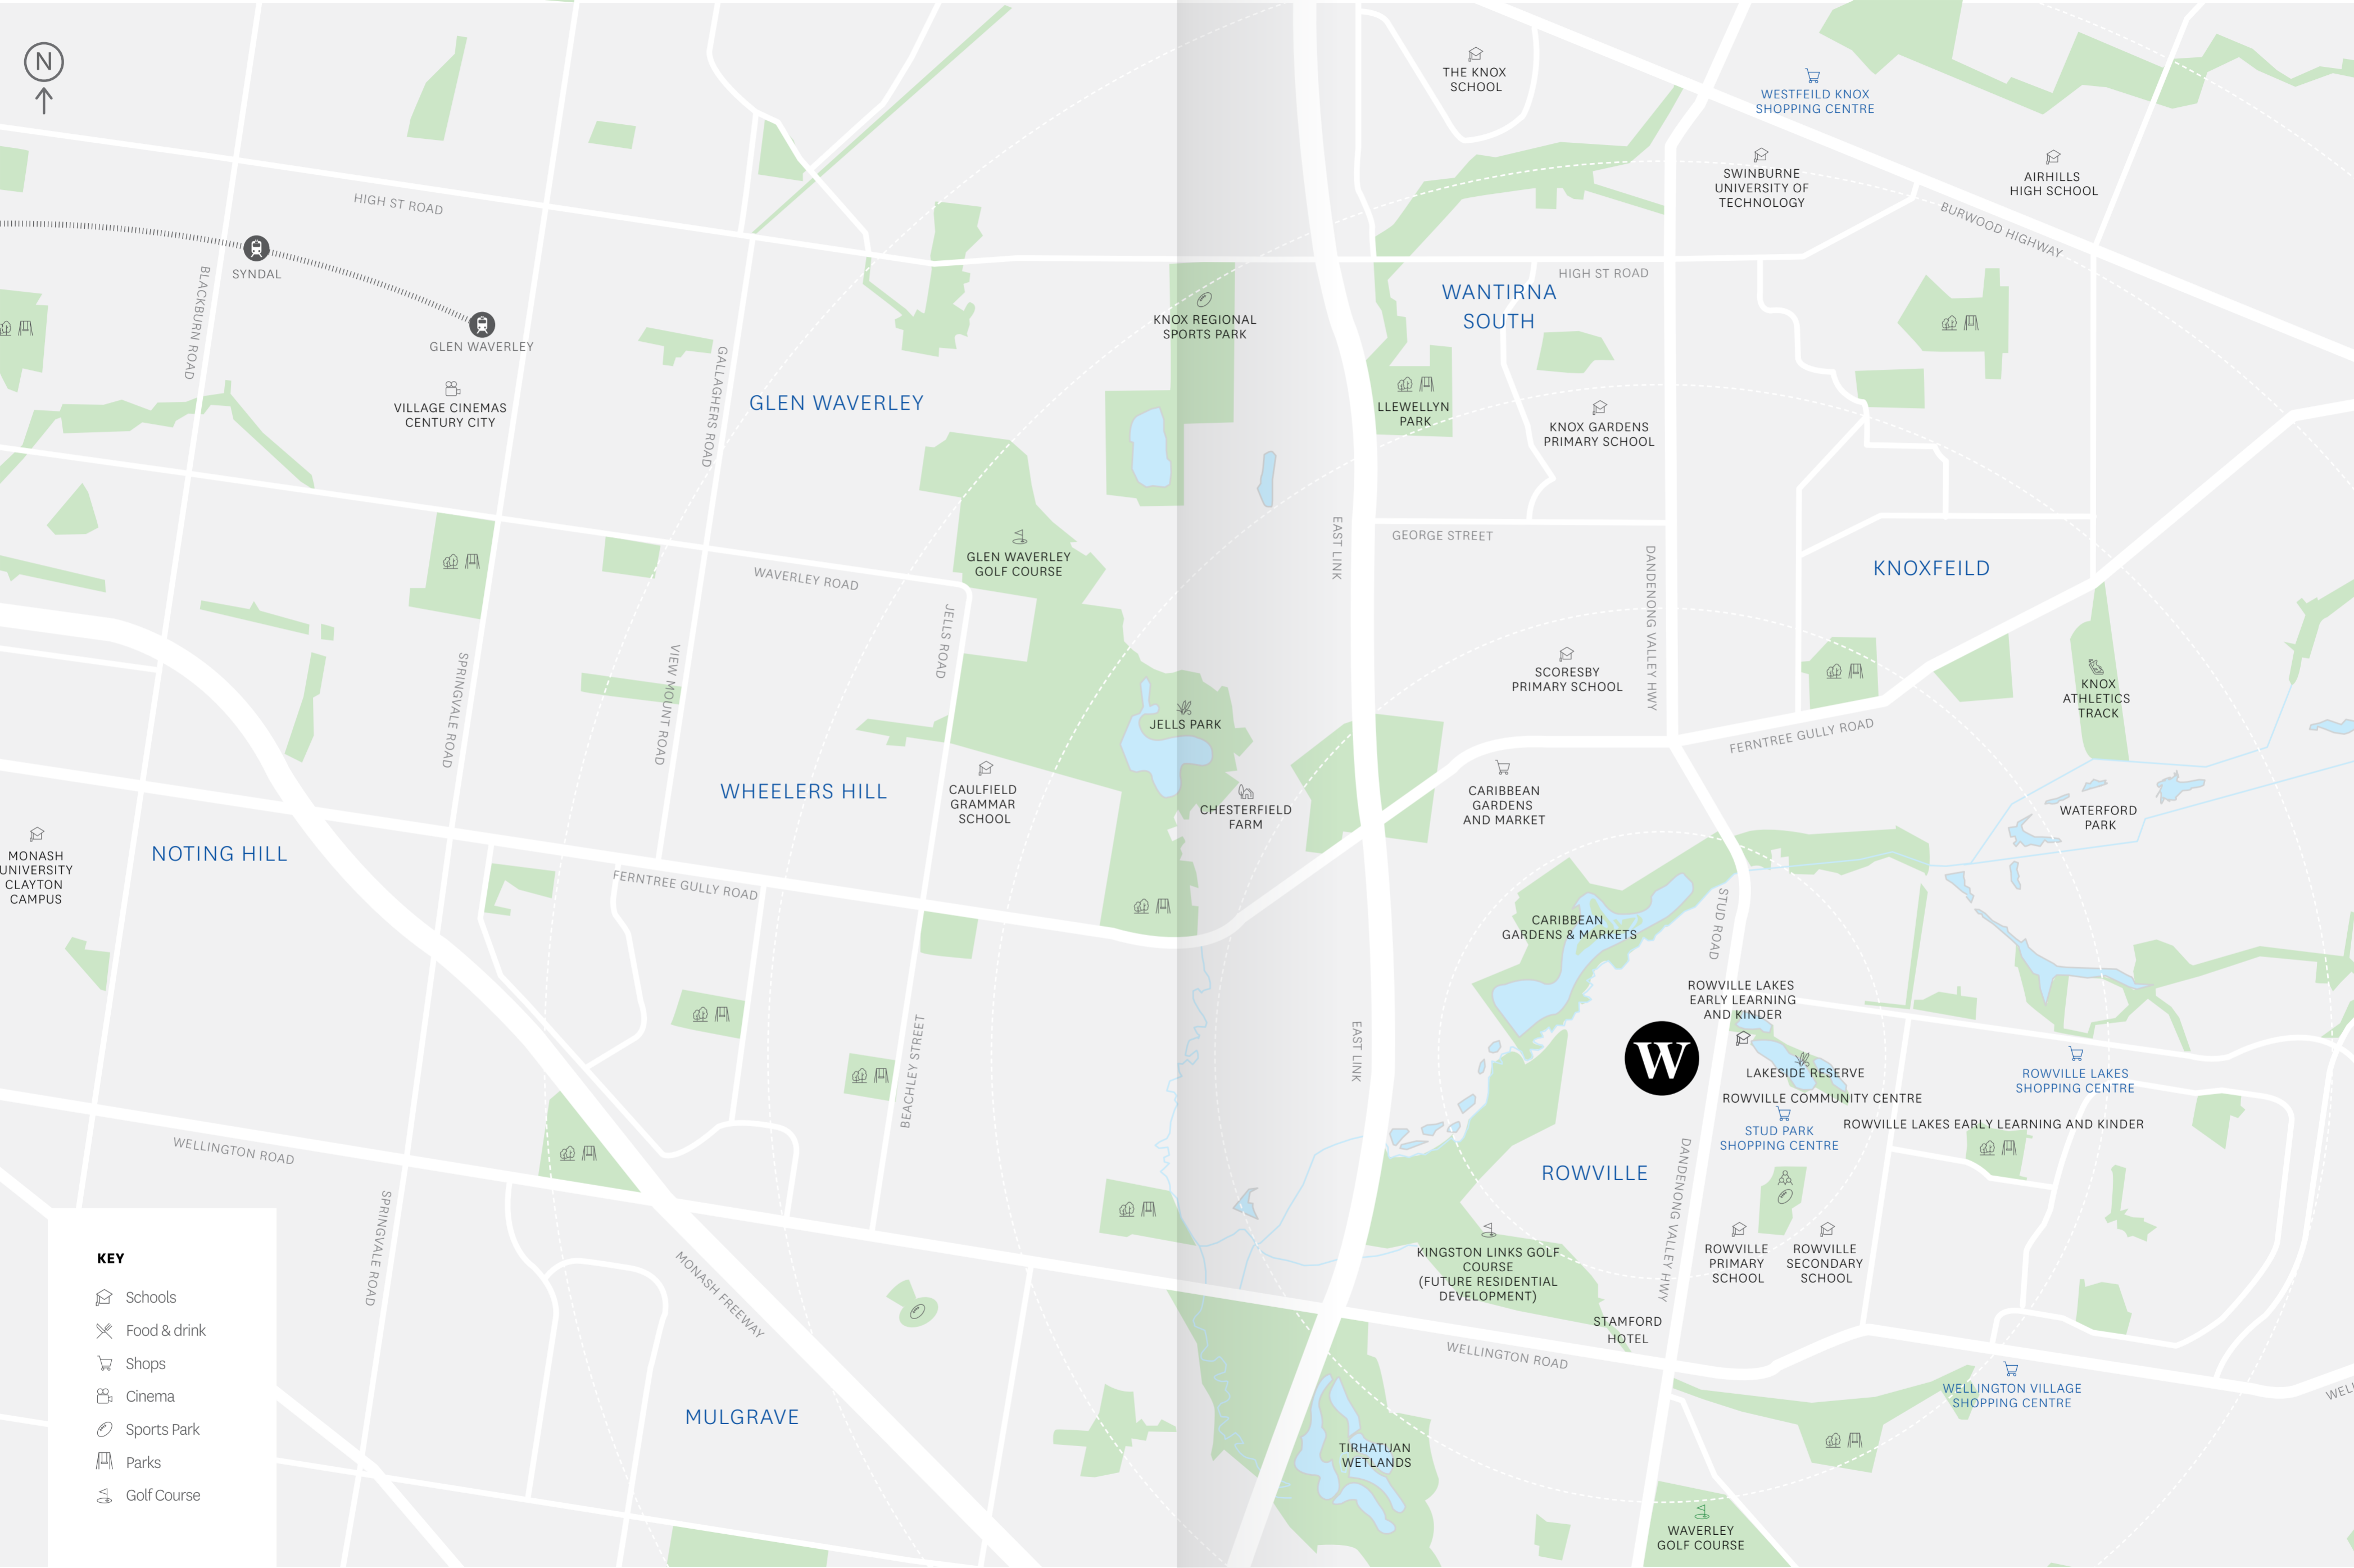 N
THE KNOX
SCHOOL
WESTFEILD KNOX
SHOPPING CENTRE
SWINBURNE
UNIVERSITY OF
TECHNOLOGY
AIRHILLS
HIGH SCHOOL
HIGH ST ROAD
BURWOOD HIGHWAY
SYNDAL
BLACKBURN ROAD
GLEN WAVERLEY
HIGH ST ROAD
WANTIRNA
SOUTH
KNOX REGIONAL
SPORTS PARK
VILLAGE CINEMAS
CENTURY CITY
GALLAGHERS ROAD
GLEN WAVERLEY
LLEWELLYN
PARK
KNOX GARDENS
PRIMARY SCHOOL
GLEN WAVERLEY
GOLF COURSE
EAST LINK
GEORGE STREET
DANDENONG VALLEY HWY
KNOXFEILD
WAVERLEY ROAD
JELLS ROAD
SPRINGVALE ROAD
VIEW MOUNT ROAD
SCORESBY
PRIMARY SCHOOL
KNOX
ATHLETICS
TRACK
JELLS PARK
FERNTREE GULLY ROAD
WHEELERS HILL
CAULFIELD
GRAMMAR
SCHOOL
CHESTERFIELD
FARM
CARIBBEAN
GARDENS
AND MARKET
WATERFORD
PARK
MONASH
UNIVERSITY
CLAYTON
CAMPUS
NOTING HILL
FERNTREE GULLY ROAD
CARIBBEAN
GARDENS & MARKETS
STUD ROAD
ROWVILLE LAKES
EARLY LEARNING
AND KINDER
BEACHLEY STREET
EAST LINK
W
LAKESIDE RESERVE
ROWVILLE LAKES
SHOPPING CENTRE
ROWVILLE COMMUNITY CENTRE
STUD PARK
SHOPPING CENTRE
ROWVILLE LAKES EARLY LEARNING AND KINDER
WELLINGTON ROAD
ROWVILLE
DANDENONG VALLEY HWY
SPRINGVALE ROAD
KINGSTON LINKS GOLF
COURSE
(FUTURE RESIDENTIAL
DEVELOPMENT)
ROWVILLE
PRIMARY
SCHOOL
ROWVILLE
SECONDARY
SCHOOL
MONASH FREEWAY
STAMFORD
HOTEL
WELLINGTON ROAD
WELLINGTON VILLAGE
SHOPPING CENTRE
WEL
MULGRAVE
TIRHATUAN
WETLANDS
WAVERLEY
GOLF COURSE
KEY
Schools
Food & drink
Shops
Cinema
Sports Park
Parks
Golf Course